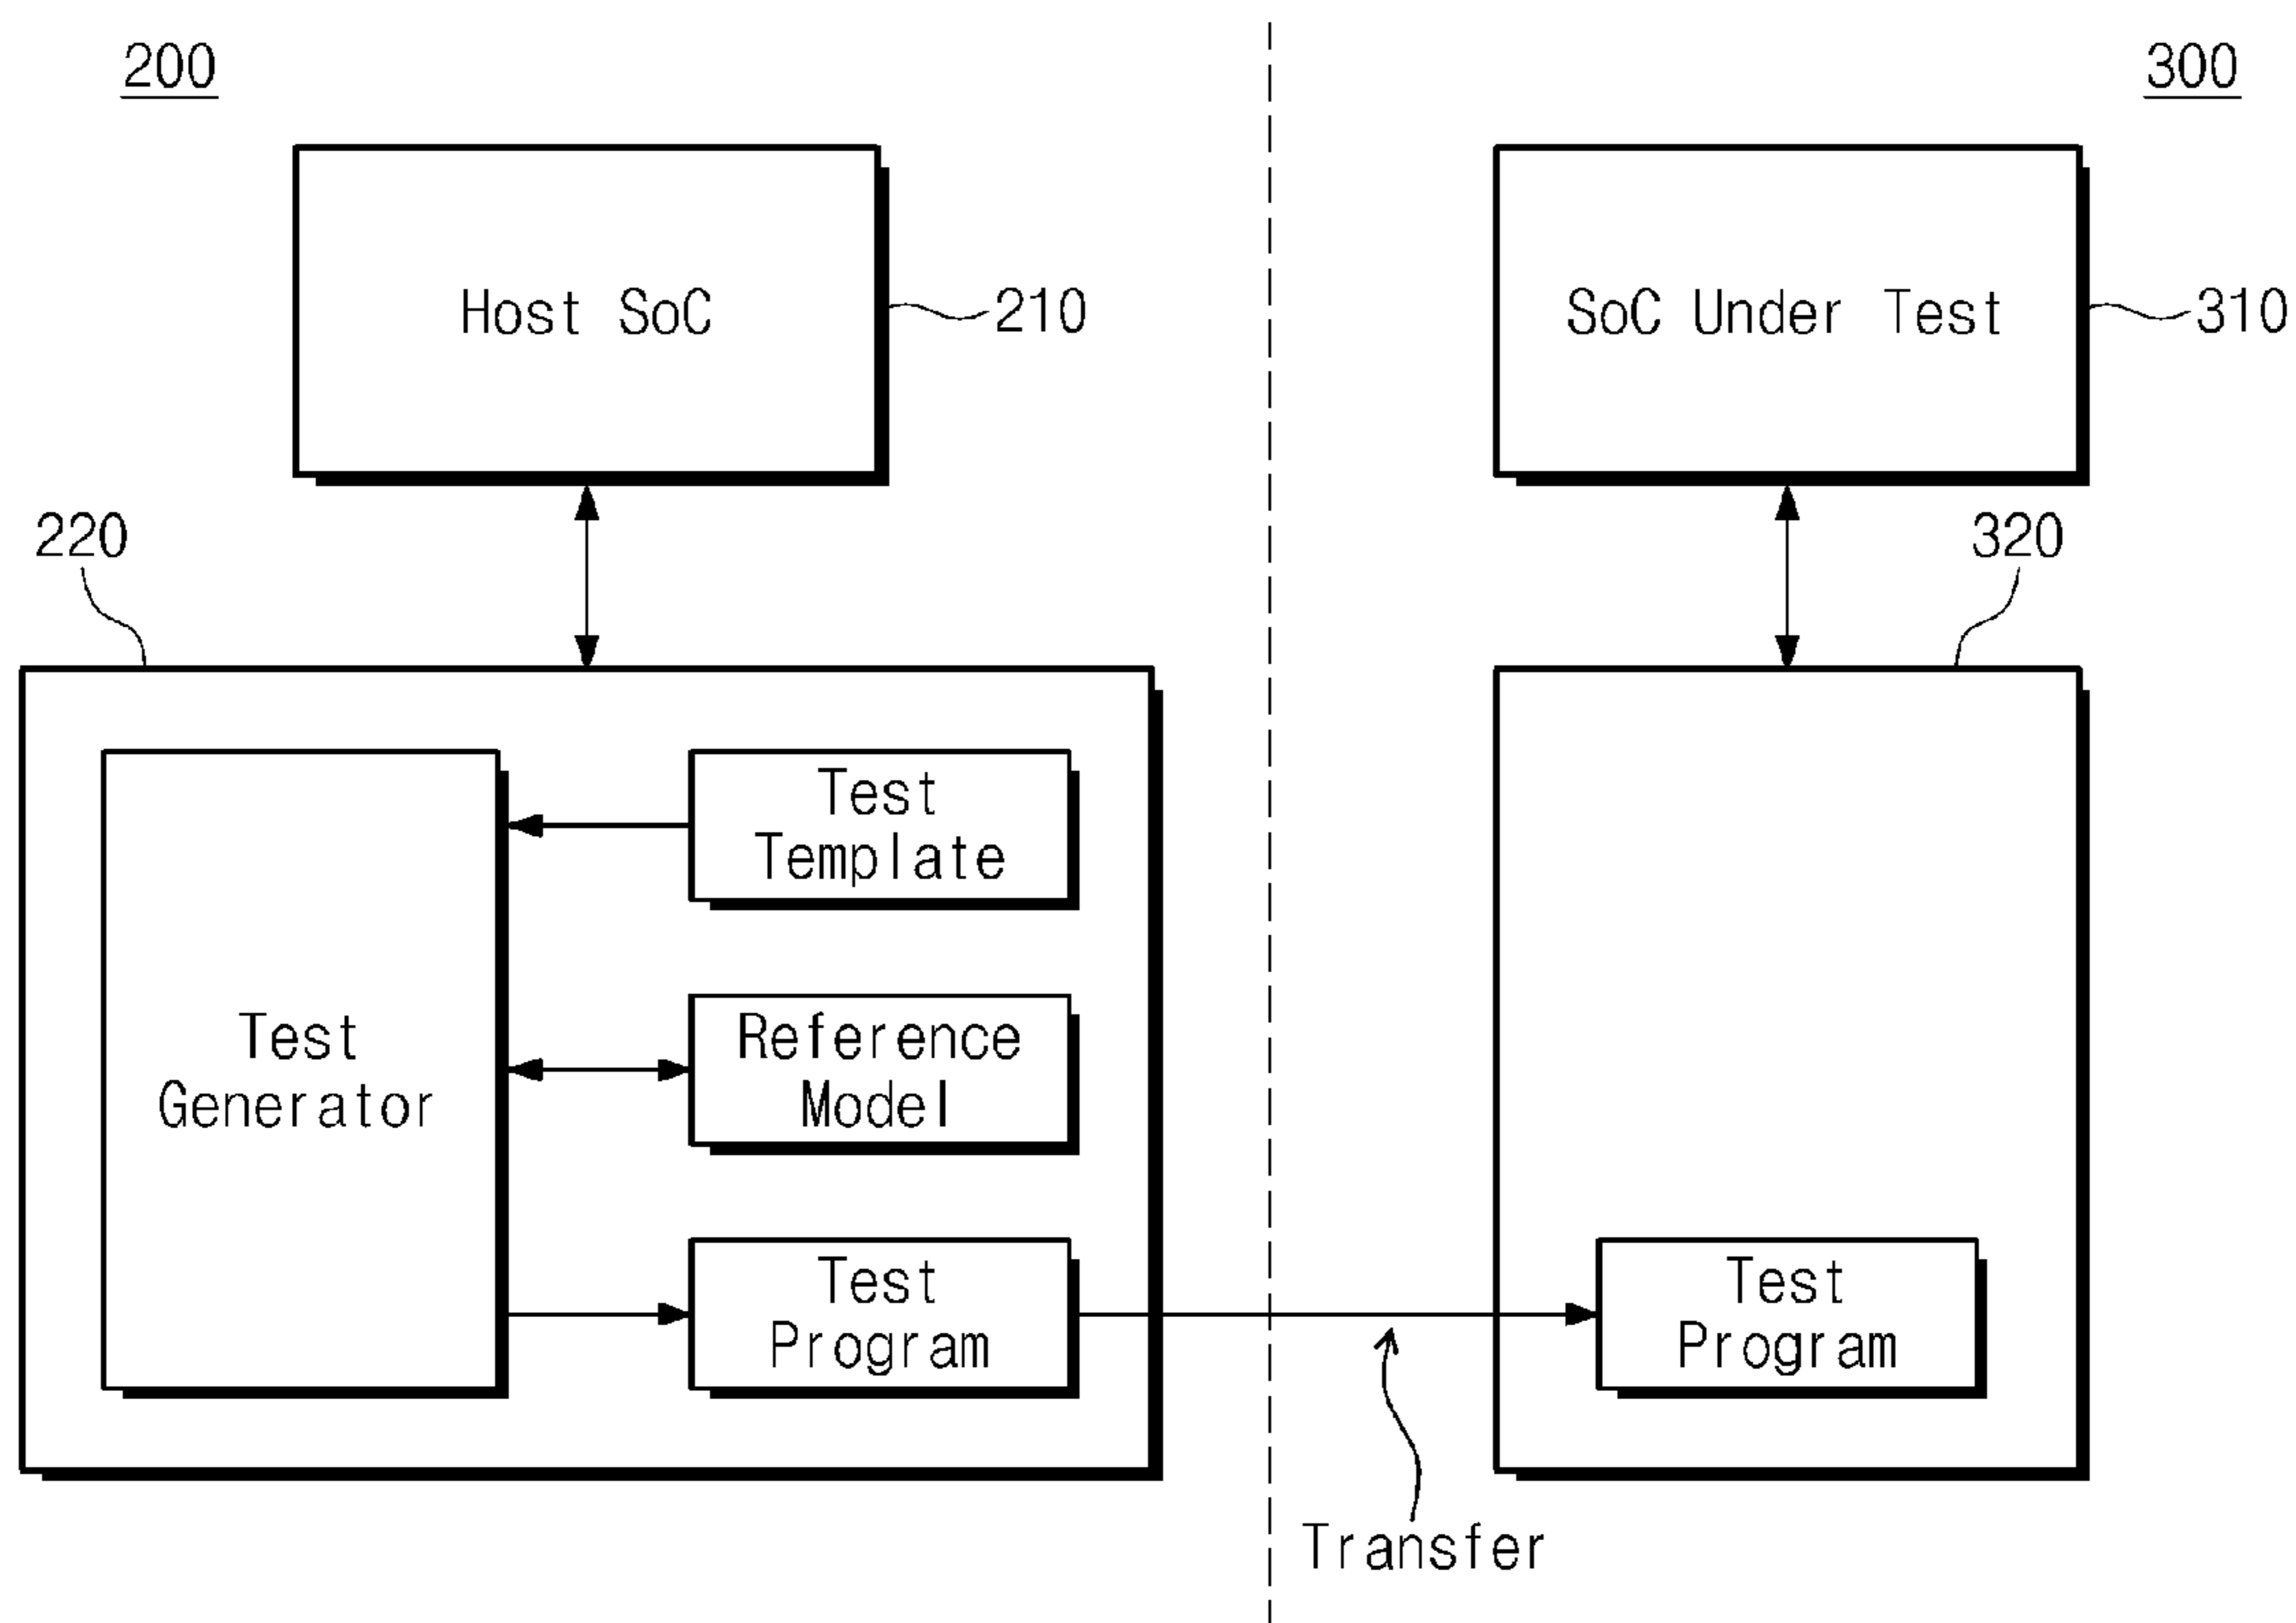 200
300
Host SoC
210
SoC Under Test
310
220
320
Test
Template
Test
Generator
Reference
Model
Test
Program
Test
Program
Transfer